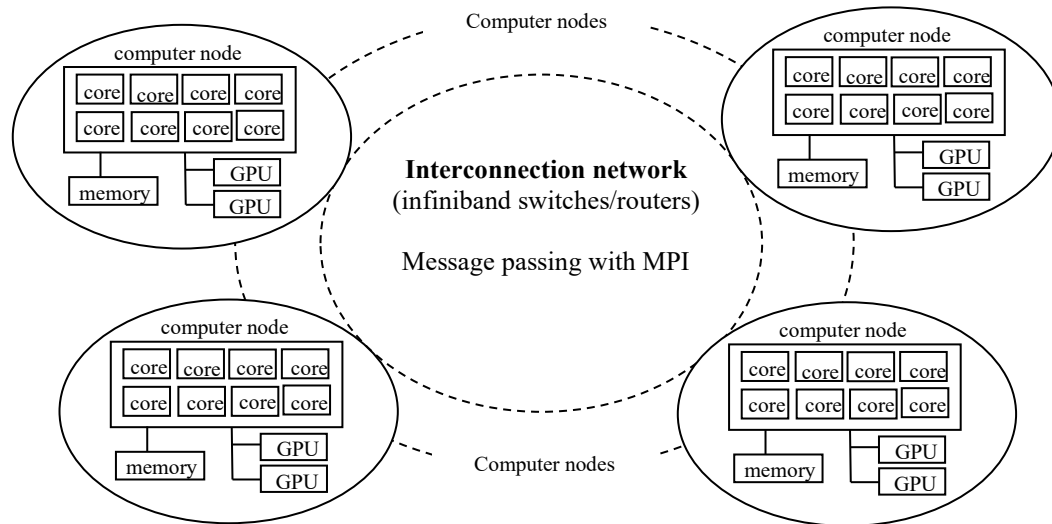 Computer nodes
computer node
core core core core
core core core core
memory
GPU
GPU
computer node
core core core core
core core core core
memory
GPU
GPU
Interconnection network
(infiniband switches/routers)
Message passing with MPI
computer node
core core core core
core core core core
memory
GPU
GPU
computer node
core core core core
core core core core
memory
GPU
GPU
Computer nodes